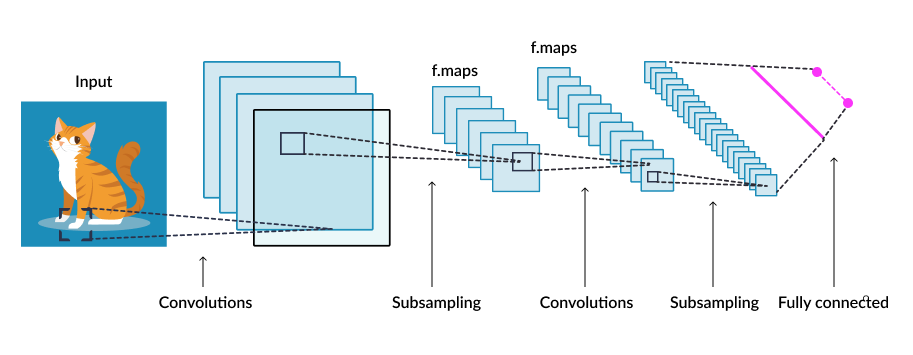 Input
f.maps
f.maps
Convolutions
Subsampling
Convolutions
Subsampling
Fully connected